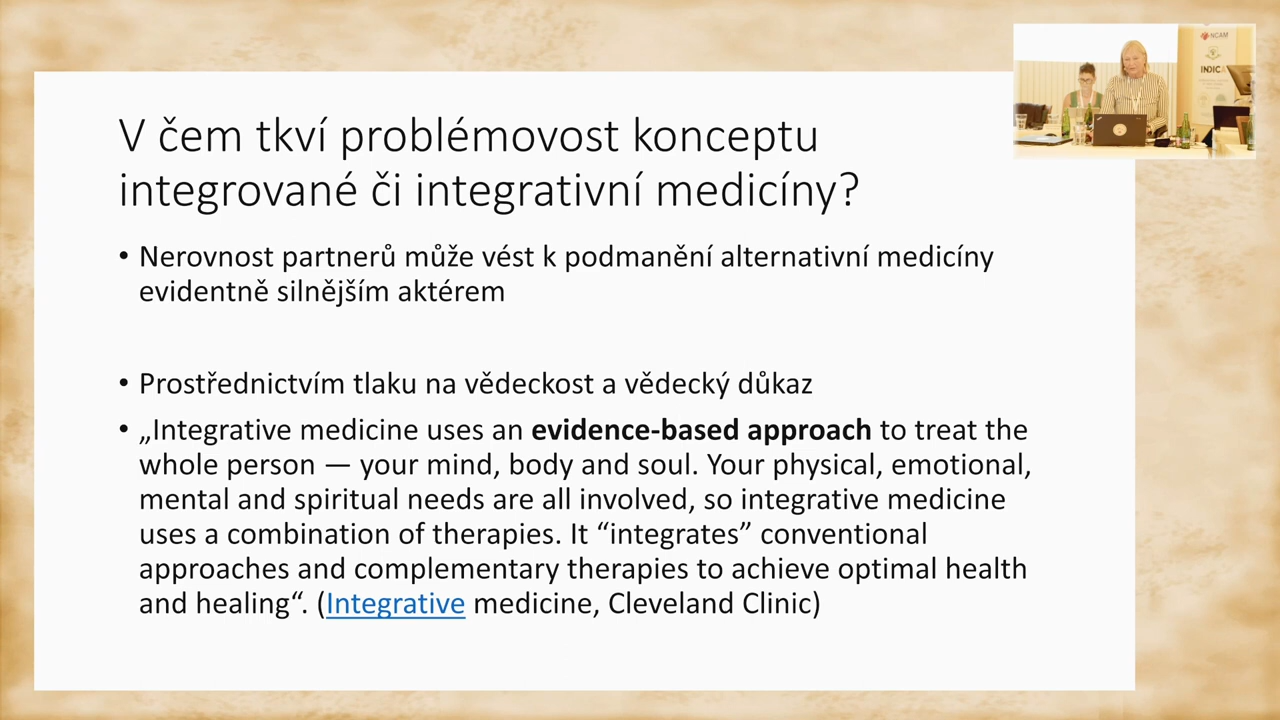 V čem tkví problémovost konceptu
integrované či integrativní medicíny?
• Nerovnost partnerů může vést k podmanění alternativní medicíny
evidentně silnějším aktérem
• Prostřednictvím tlaku na vědeckost a vědecký důkaz
• „Integrative medicine uses an evidence-based approach to treat the
whole person — your mind, body and soul. Your physical, emotional,
mental and spiritual needs are all involved, so integrative medicine
uses a combination of therapies. It “integrates” conventional
approaches and complementary therapies to achieve optimal health
and healing“. (Integrative medicine, Cleveland Clinic)
NCAM